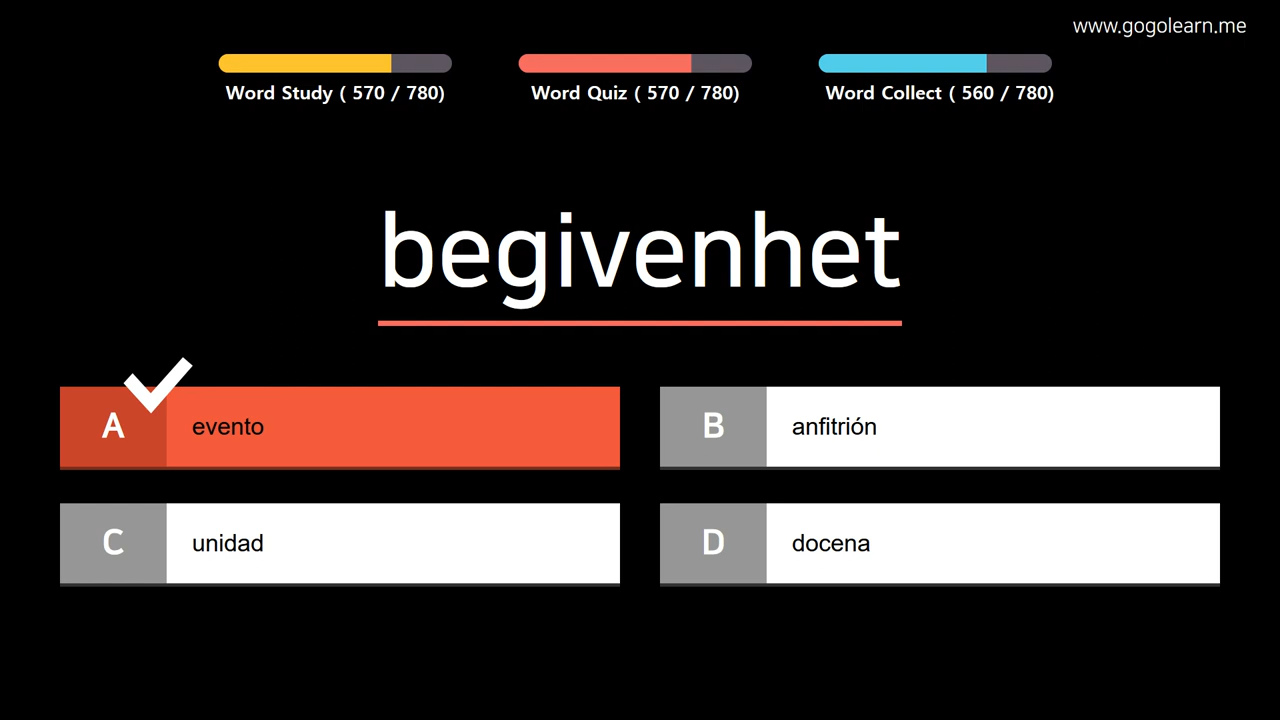 www.gogolearn.me
Word Study ( 570 / 780)
Word Quiz ( 570 / 780)
Word Collect ( 560 / 780)
begivenhet
A evento
B anfitrión
C unidad
D docena